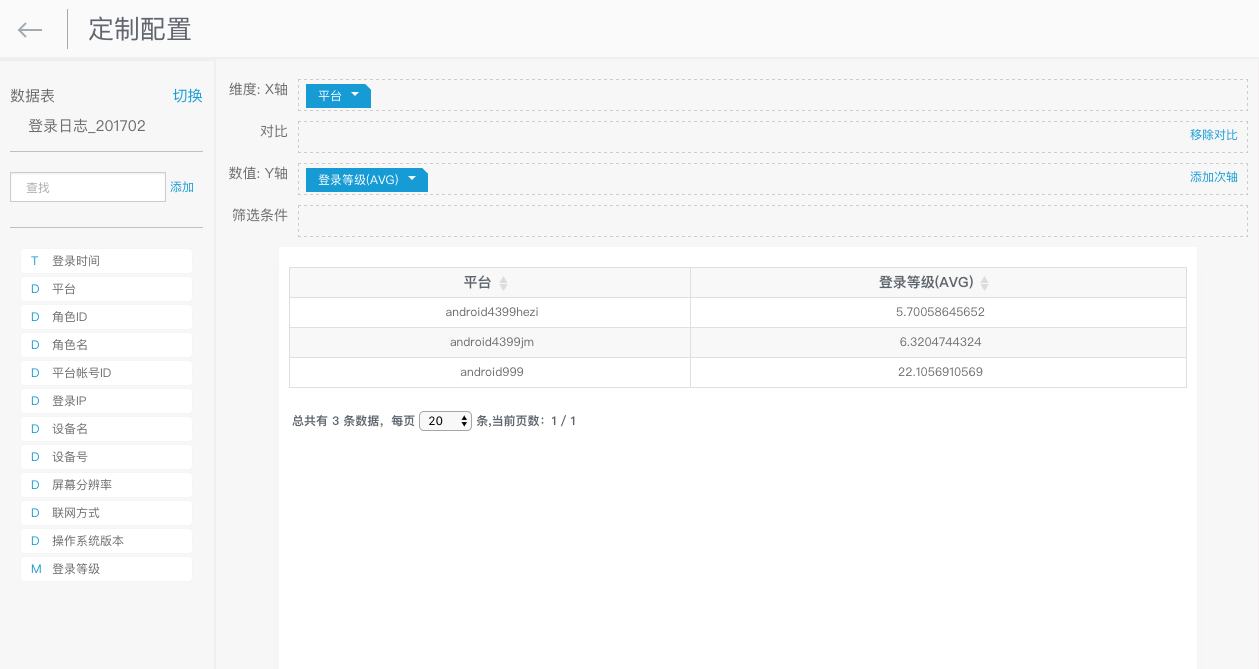 定制配置
数据表 切换
登录日志_201702
查找 添加
T 登录时间
D 平台
D 角色ID
D 角色名
D 平台帐号ID
D 登录IP
D 设备名
D 设备号
D 屏幕分辨率
D 联网方式
D 操作系统版本
M 登录等级
维度: X轴 平台
对比 移除对比
数值: Y轴 登录等级(AVG) 添加次轴
筛选条件
平台 登录等级(AVG)
android4399hezi 5.70058645652
android4399jm 6.3204744324
android999 22.1056910569
总共有 3 条数据，每页 20 条,当前页数：1 / 1